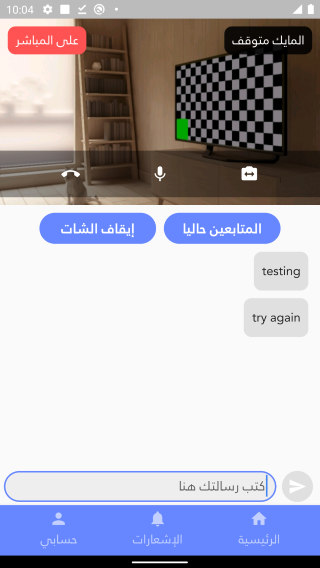 10:04
المايك متوقف
على المباشر
المتابعين حاليا
إيقاف الشات
testing
try again
كتب رسالتك هنا
الرئيسية
الإشعارات
حسابي